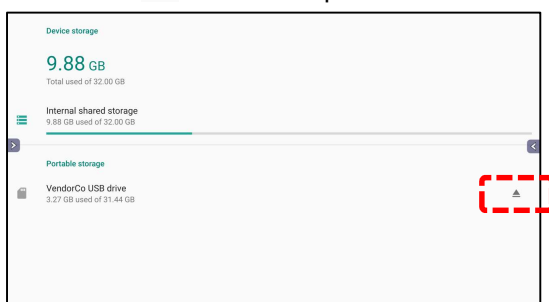 Device storage
9.88 GB
Total used of 32.00 GB
Internal shared storage
9.88 GB used of 32.00 GB
Portable storage
VendorCo USB drive
3.27 GB used of 31.44 GB